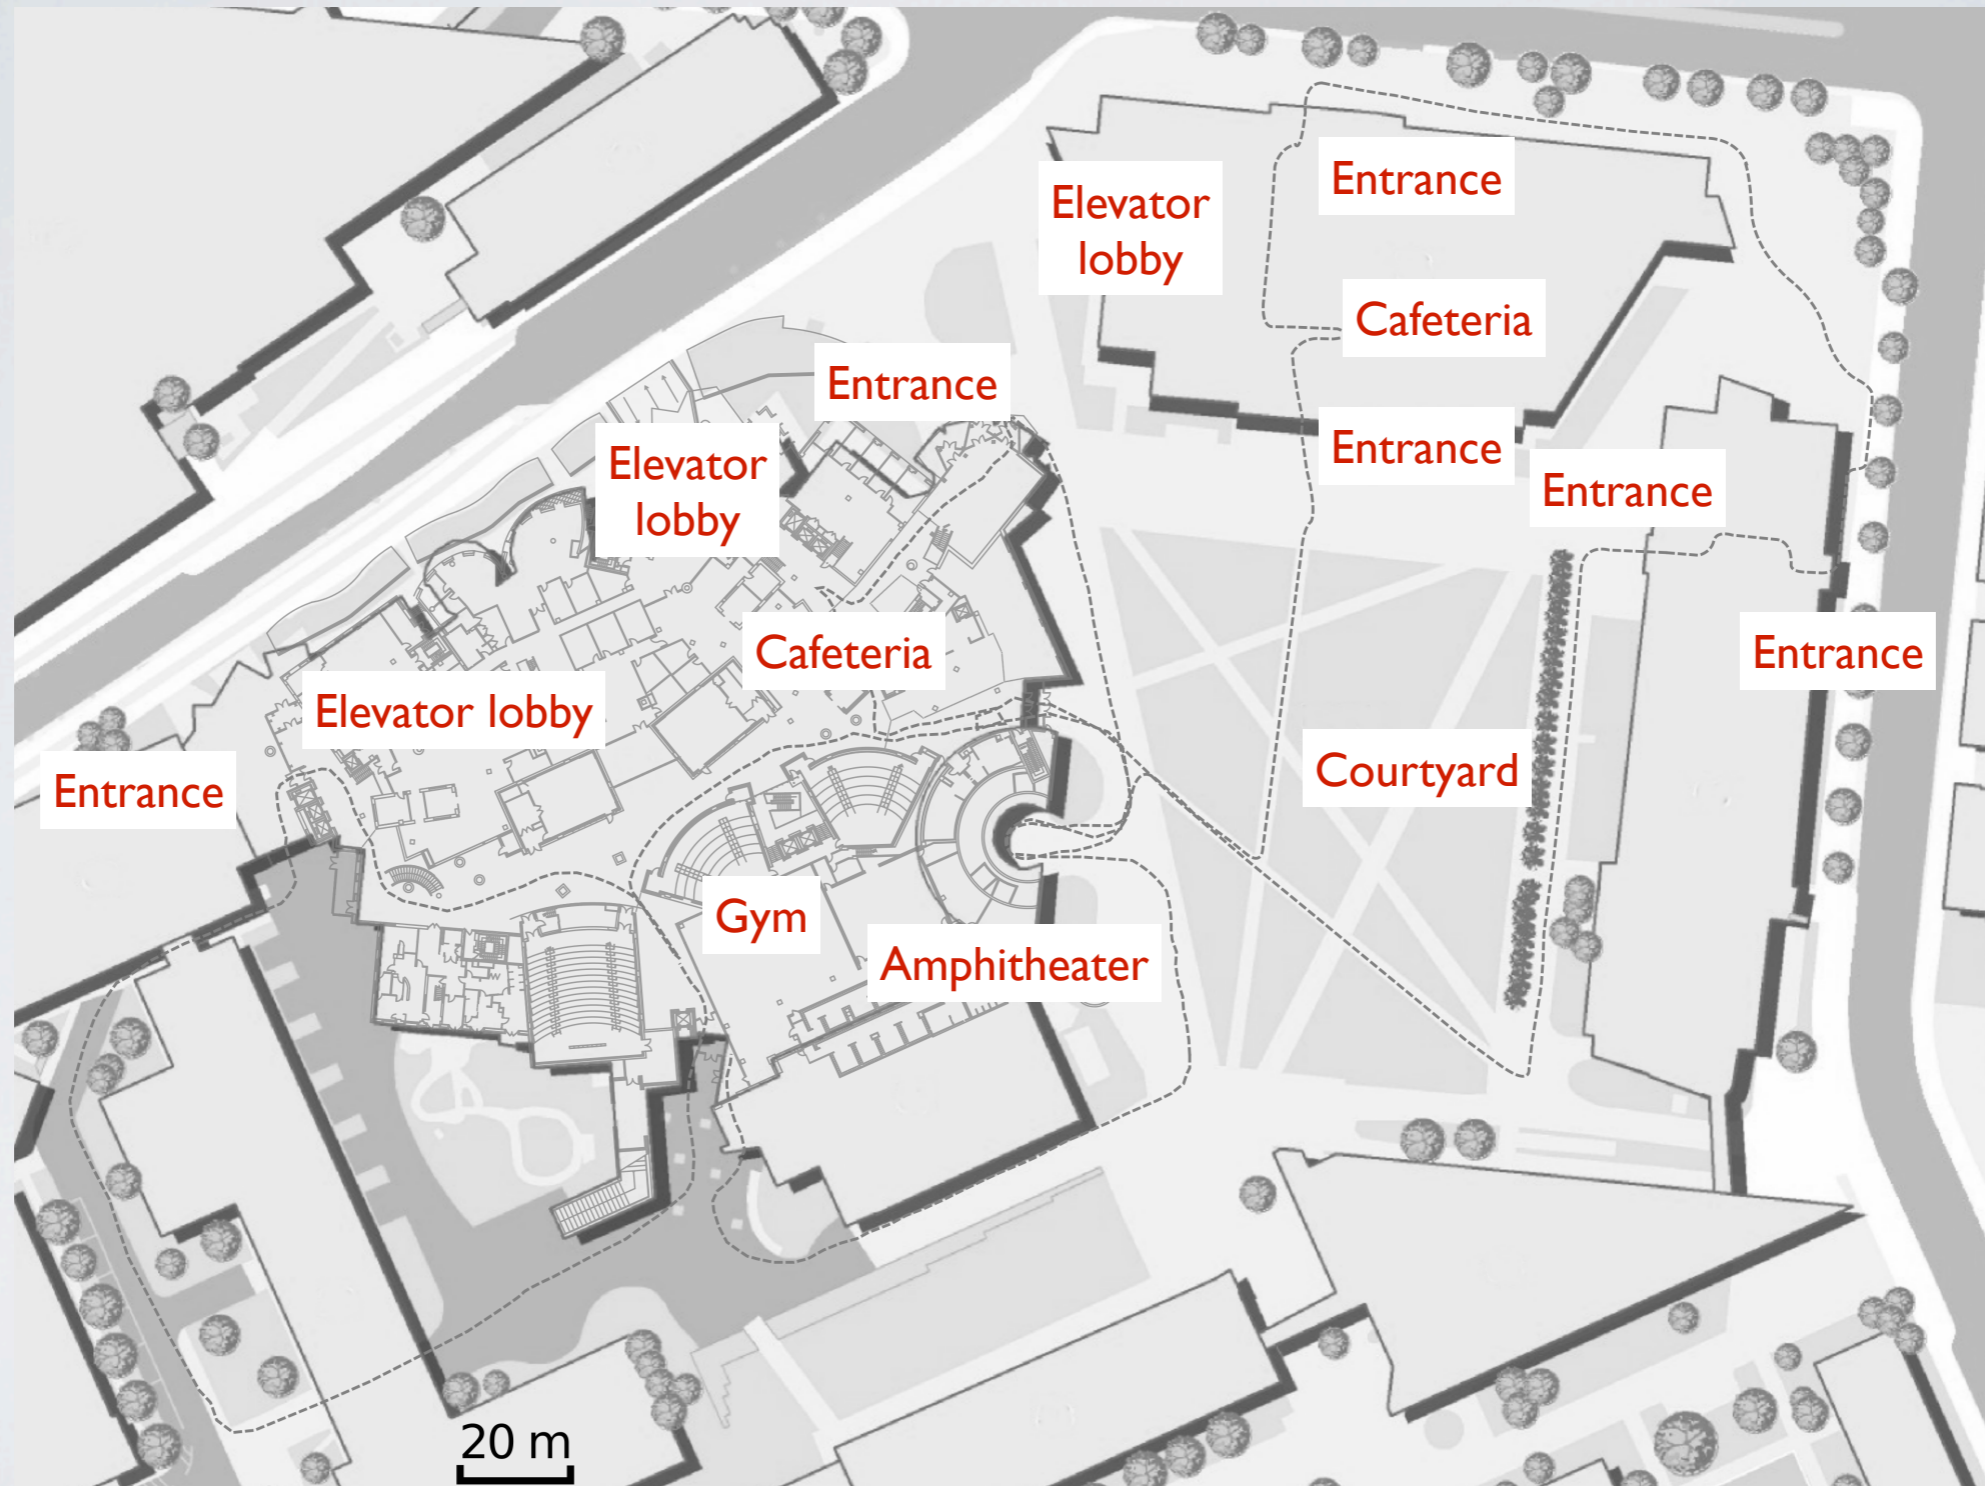 Entrance
Elevator
lobby
Cafeteria
Entrance
Entrance
Elevator
lobby
Entrance
Cafeteria
Entrance
Elevator lobby
Courtyard
Entrance
Gym
Amphitheater
20 m